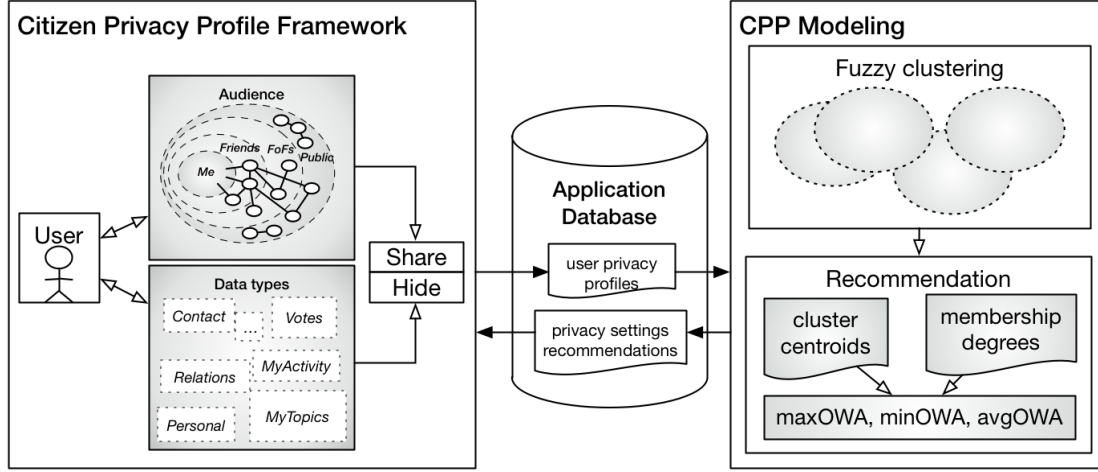 Citizen Privacy Profile Framework
Audience
Friends
FoFs
Public
Me
User
Data types
Contact
...
Votes
Relations
MyActivity
Personal
MyTopics
Share
Hide
Application
Database
user privacy
profiles
privacy settings
recommendations
CPP Modeling
Fuzzy clustering
Recommendation
cluster
centroids
membership
degrees
maxOWA, minOWA, avgOWA